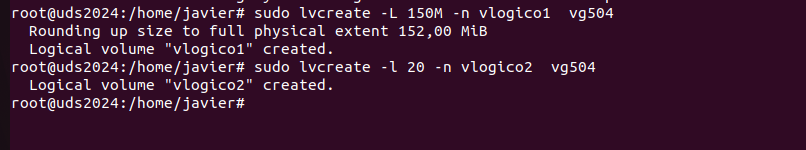 root@uds2024:/home/javier# sudo lvcreate -L 150M -n vlogico1  vg504
  Rounding up size to full physical extent 152,00 MiB
  Logical volume "vlogico1" created.
root@uds2024:/home/javier# sudo lvcreate -l 20 -n vlogico2  vg504
  Logical volume "vlogico2" created.
root@uds2024:/home/javier#